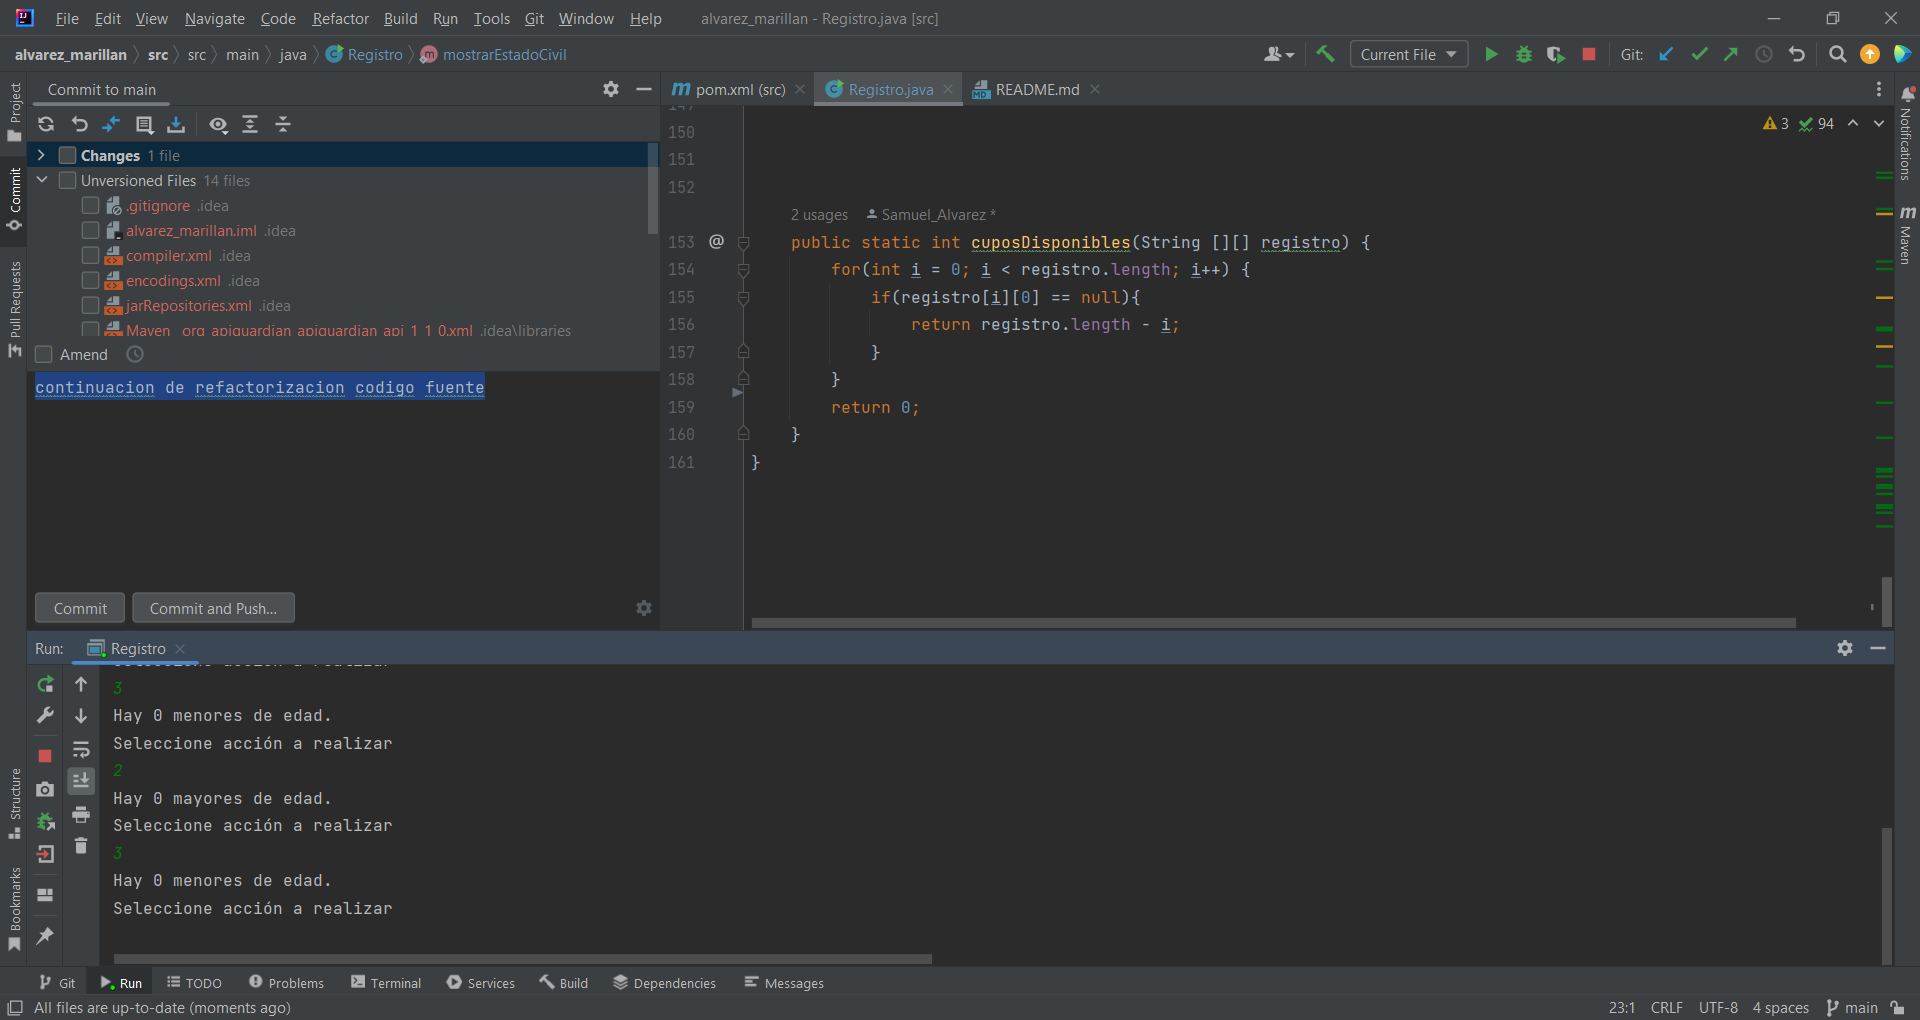 File Edit View Navigate Code Refactor Build Run Tools Git Window Help alvarez_marillan - Registro.java [src]
alvarez_marillan src src main java Registro mostrarEstadoCivil Current File Git:
Commit to main
pom.xml (src) Registro.java README.md
Changes 1 file
Unversioned Files 14 files
.gitignore .idea
alvarez_marillan.iml .idea
compiler.xml .idea
encodings.xml .idea
jarRepositories.xml .idea
Maven__org_apiguardian_apiguardian_api_1_1_0.xml .idea\libraries
Amend
continuacion de refactorizacion codigo fuente
Commit Commit and Push...
3 94
150
151
152
2 usages Samuel_Alvarez *
153 @ public static int cuposDisponibles(String [][] registro) {
154 for(int i = 0; i < registro.length; i++) {
155 if(registro[i][0] == null){
156 return registro.length - i;
157 }
158 }
159 return 0;
160 }
161 }
Run: Registro
3
Hay 0 menores de edad.
Seleccione acción a realizar
2
Hay 0 mayores de edad.
Seleccione acción a realizar
3
Hay 0 menores de edad.
Seleccione acción a realizar
Project
Commit
Pull Requests
Structure
Bookmarks
Notifications
Maven
Git Run TODO Problems Terminal Services Build Dependencies Messages
All files are up-to-date (moments ago) 23:1 CRLF UTF-8 4 spaces main